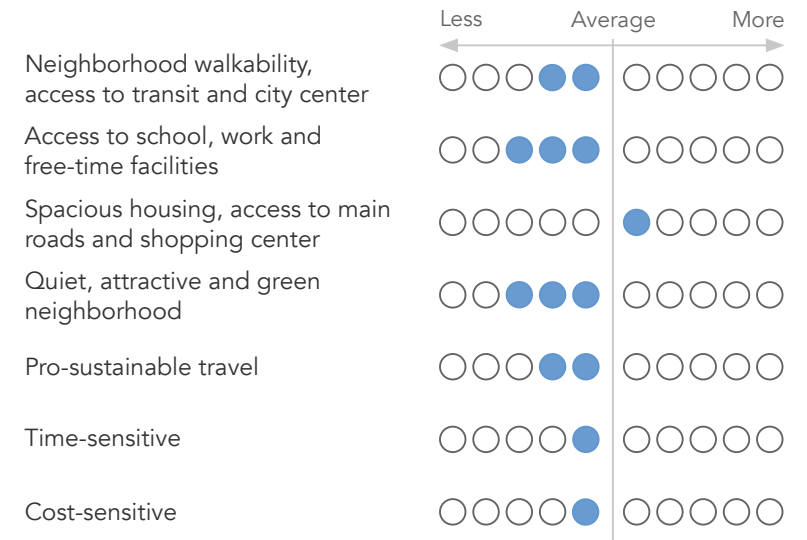 Less Average More
Neighborhood walkability,
access to transit and city center
Access to school, work and
free-time facilities
Spacious housing, access to main
roads and shopping center
Quiet, attractive and green
neighborhood
Pro-sustainable travel
Time-sensitive
Cost-sensitive